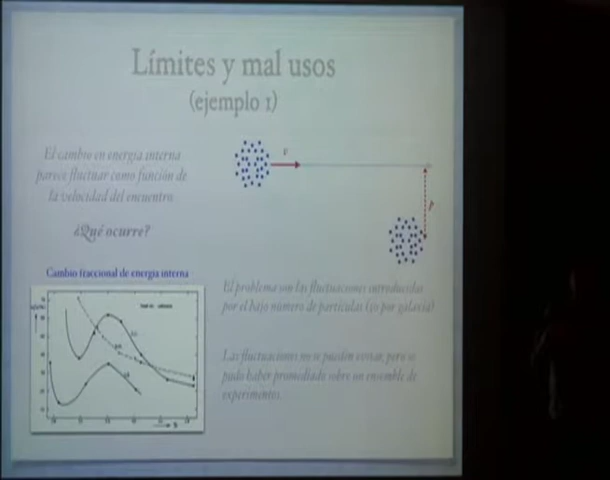 Límites y mal usos
(ejemplo 1)
El cambio en energía interna
parece fluctuar como función de
la velocidad del encuentro
¿Qué ocurre?
v
P
Cambio fraccional de energía interna
El problema son las fluctuaciones introducidas
por el bajo número de partículas (50 por galaxia)
Las fluctuaciones no se pueden evitar, pero se
pudo haber promediado sobre un ensemble de
experimentos.